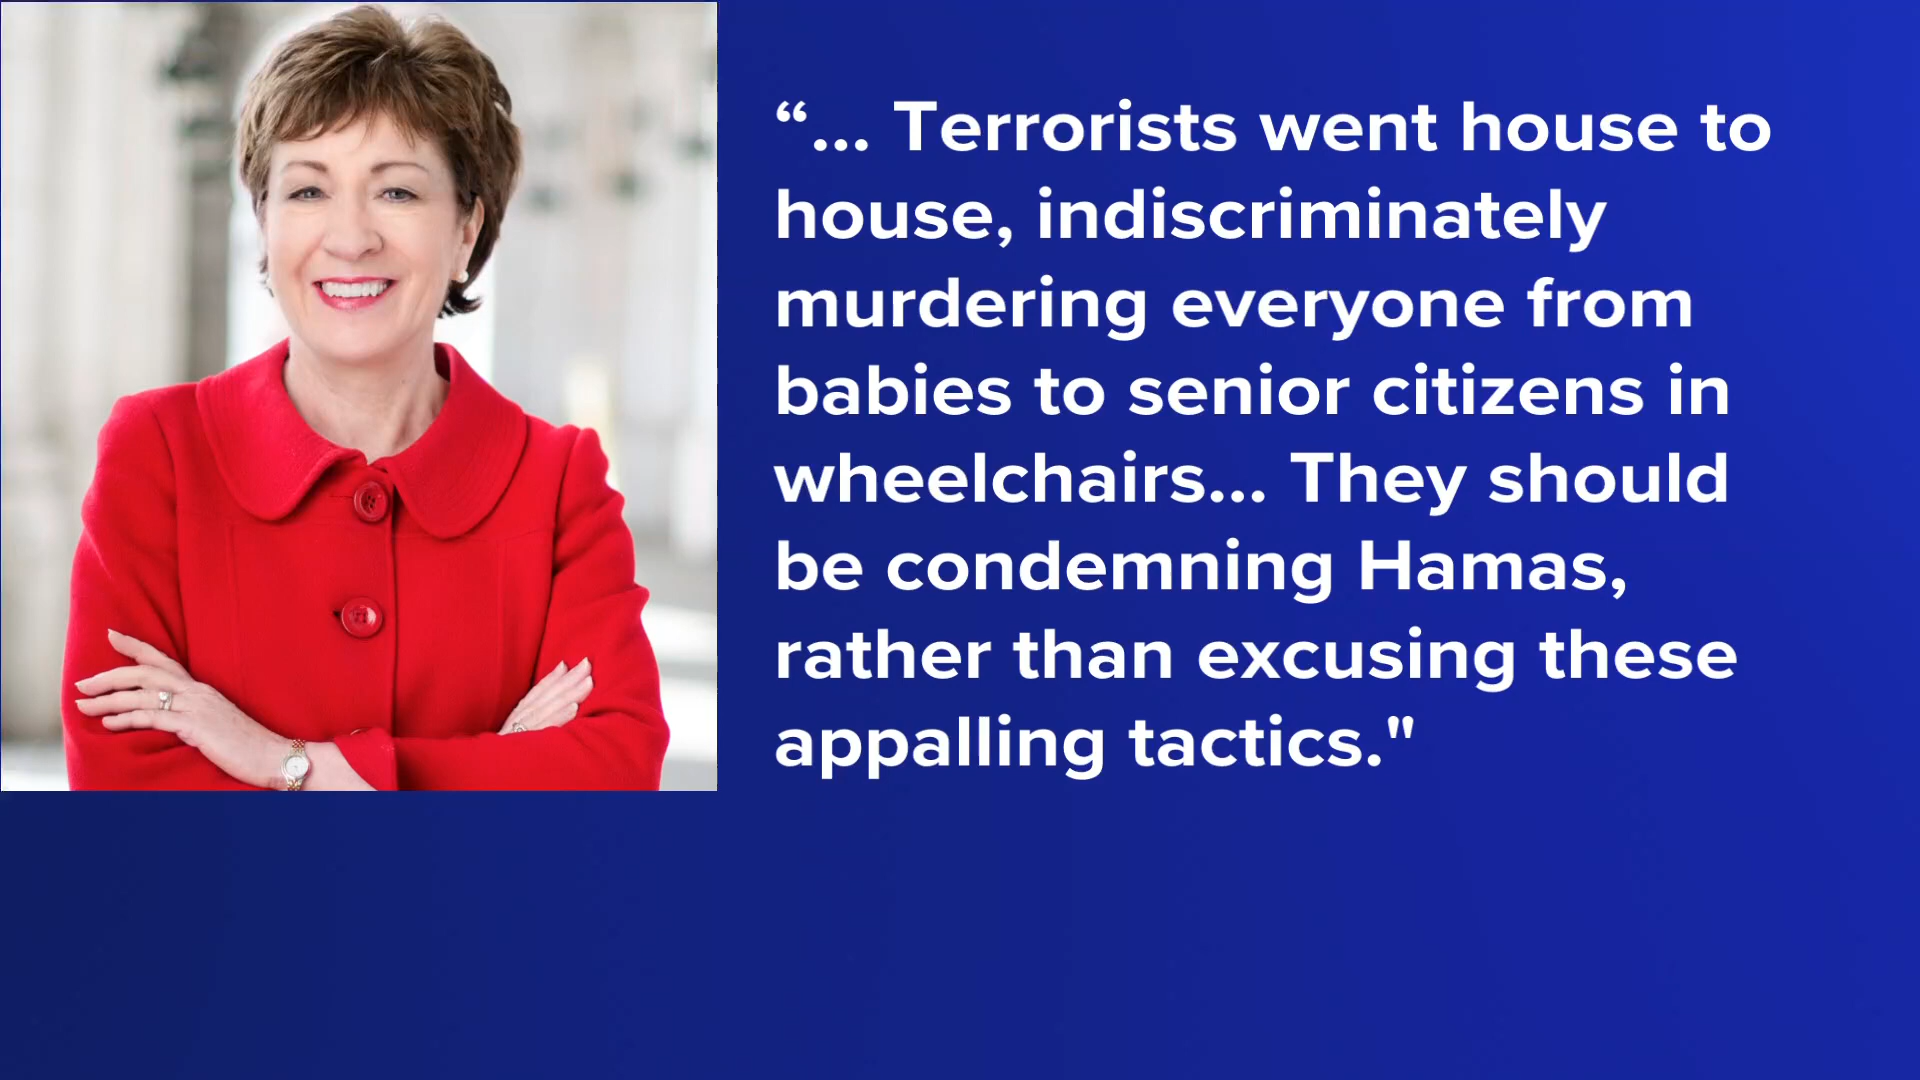 “... Terrorists went house to
house, indiscriminately
murdering everyone from
babies to senior citizens in
wheelchairs... They should
be condemning Hamas,
rather than excusing these
appalling tactics."